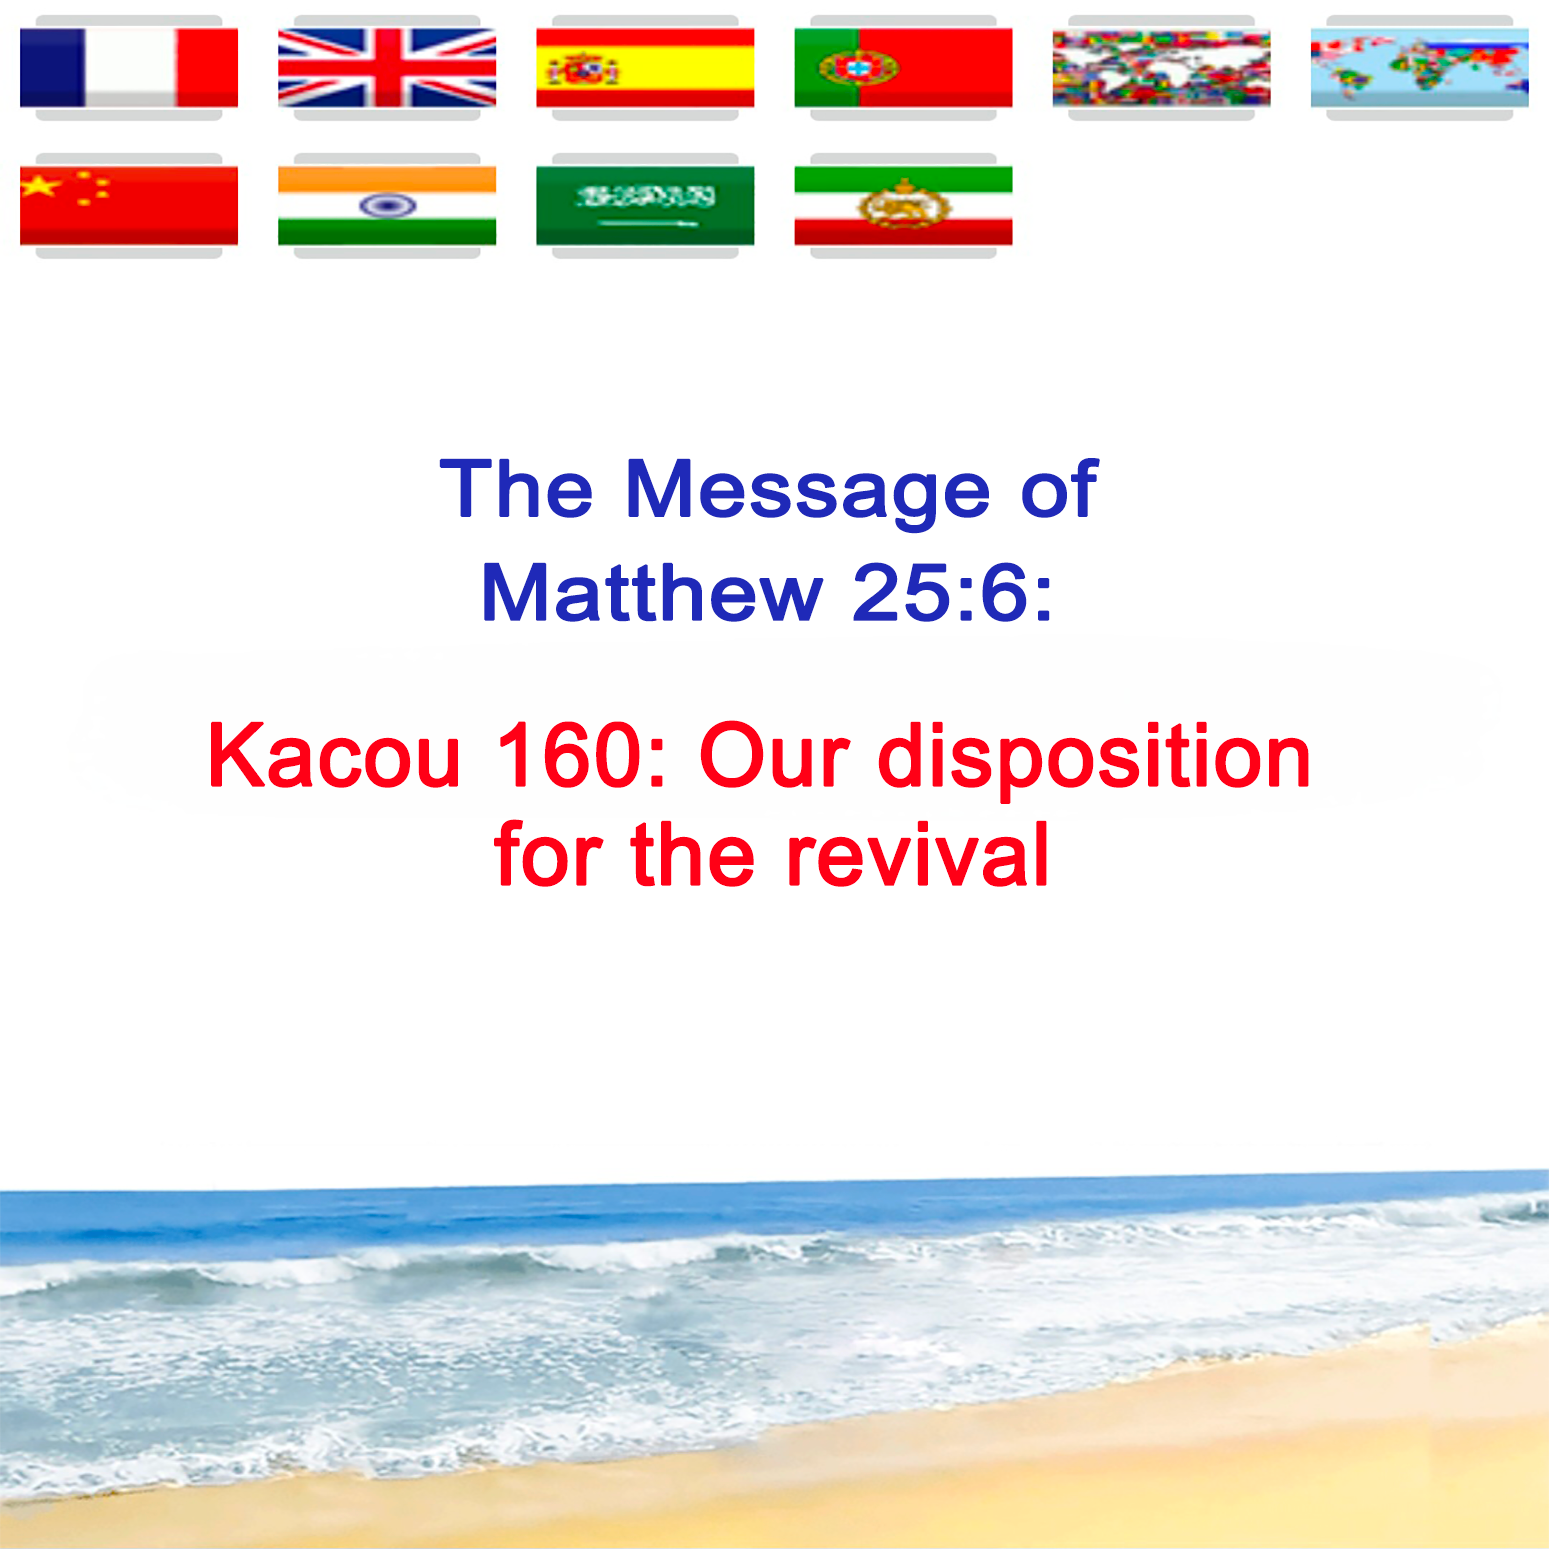 The Message of
Matthew 25:6:
Kacou 160: Our disposition
for the revival